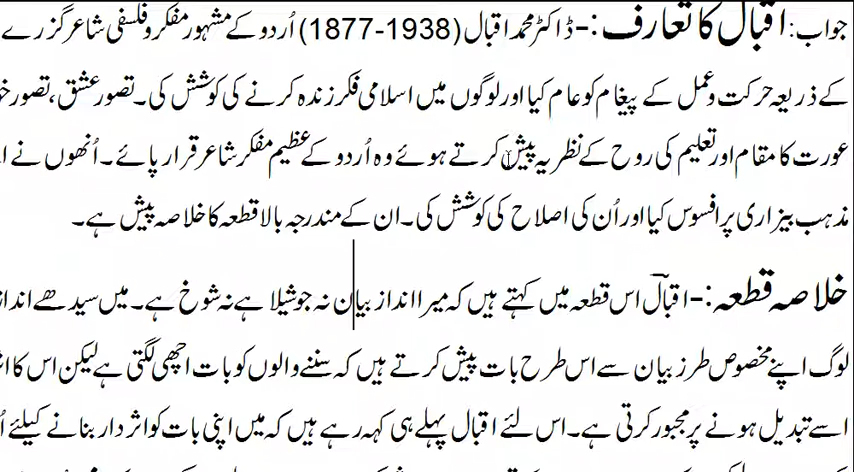 جواب: اقبال کا تعارف :- ڈاکٹر محمد اقبال (1938-1877) اُردو کے مشہور مفکر و فلسفی شاعر گزرے
کے ذریعہ حرکت و عمل کے پیغام کو عام کیا اور لوگوں میں اسلامی فکر زندہ کرنے کی کوشش کی۔ تصور عشق، تصور
عورت کا مقام اور تعلیم کی روح کے نظریہ پیش کرتے ہوئے وہ اُردو کے عظیم مفکر شاعر قرار پائے۔ اُنھوں نے
مذہب بیزاری پر افسوس کیا اور اُن کی اصلاح کی کوشش کی۔ ان کے مندرجہ بالا قطعہ کا خلاصہ پیش ہے۔
خلاصہ قطعہ :- اقبالؔ اس قطعہ میں کہتے ہیں کہ میرا انداز بیان نہ جوشیلا ہے نہ شوخ ہے۔ میں سیدھے
لوگ اپنے مخصوص طرز بیان سے اس طرح بات پیش کرتے ہیں کہ سننے والوں کو بات اچھی لگتی ہے لیکن اس کا
اسے تبدیل ہونے پر مجبور کرتی ہے۔ اس لئے اقبال پہلے ہی کہہ رہے ہیں کہ میں اپنی بات کو اثر دار بنانے کیلئے